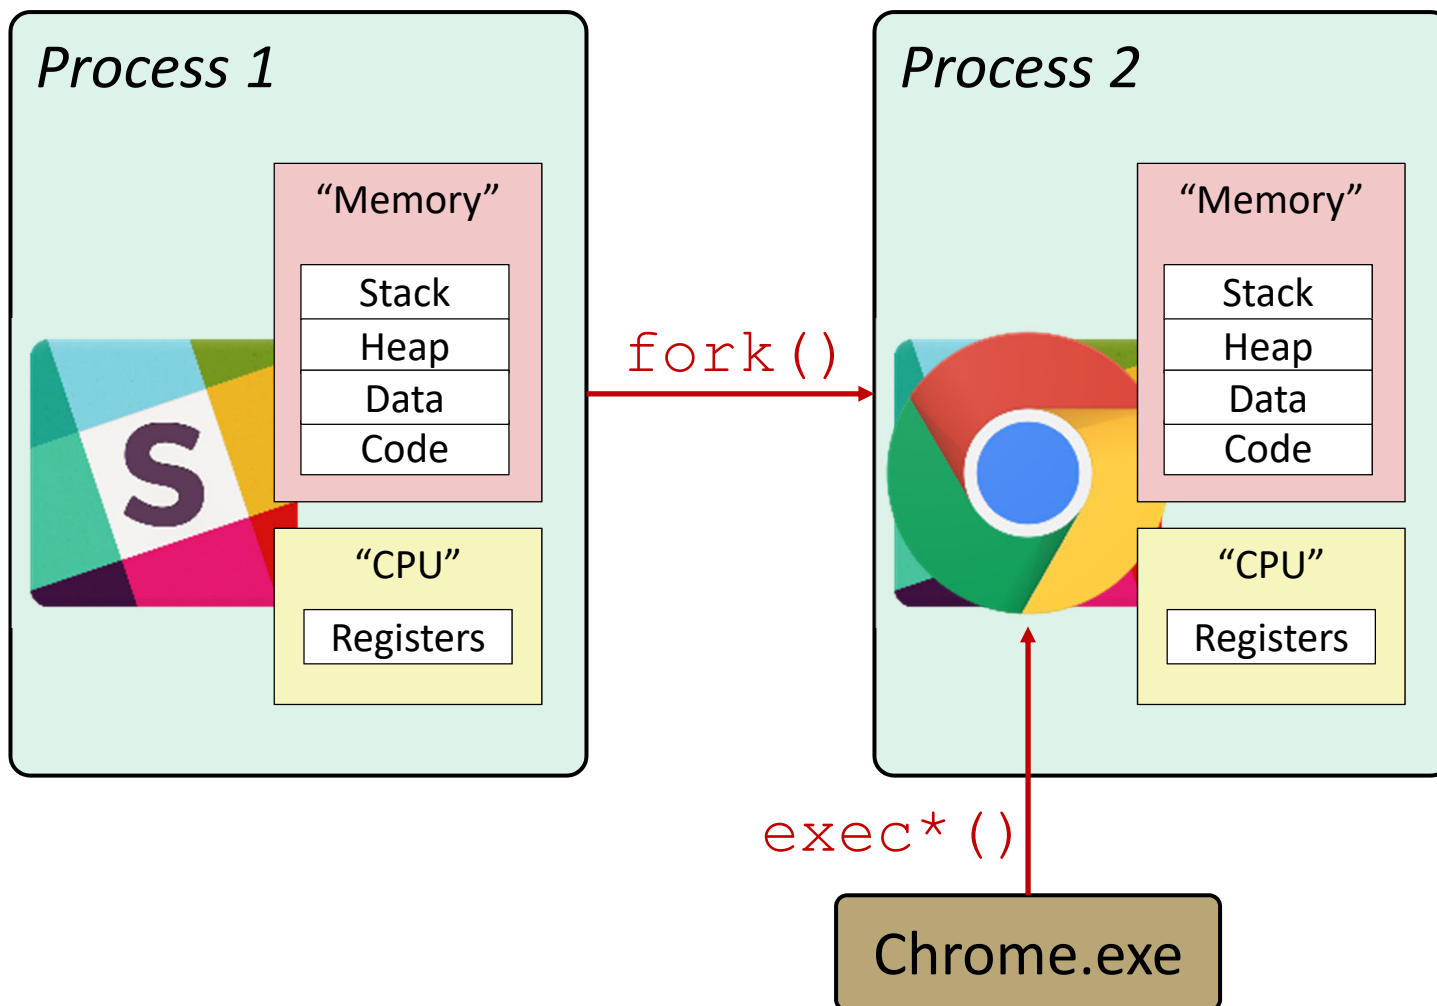 Process 1
“Memory”
Stack
Heap
Data
Code
S
“CPU”
Registers
fork()
Process 2
“Memory”
Stack
Heap
Data
Code
“CPU”
Registers
exec*()
Chrome.exe